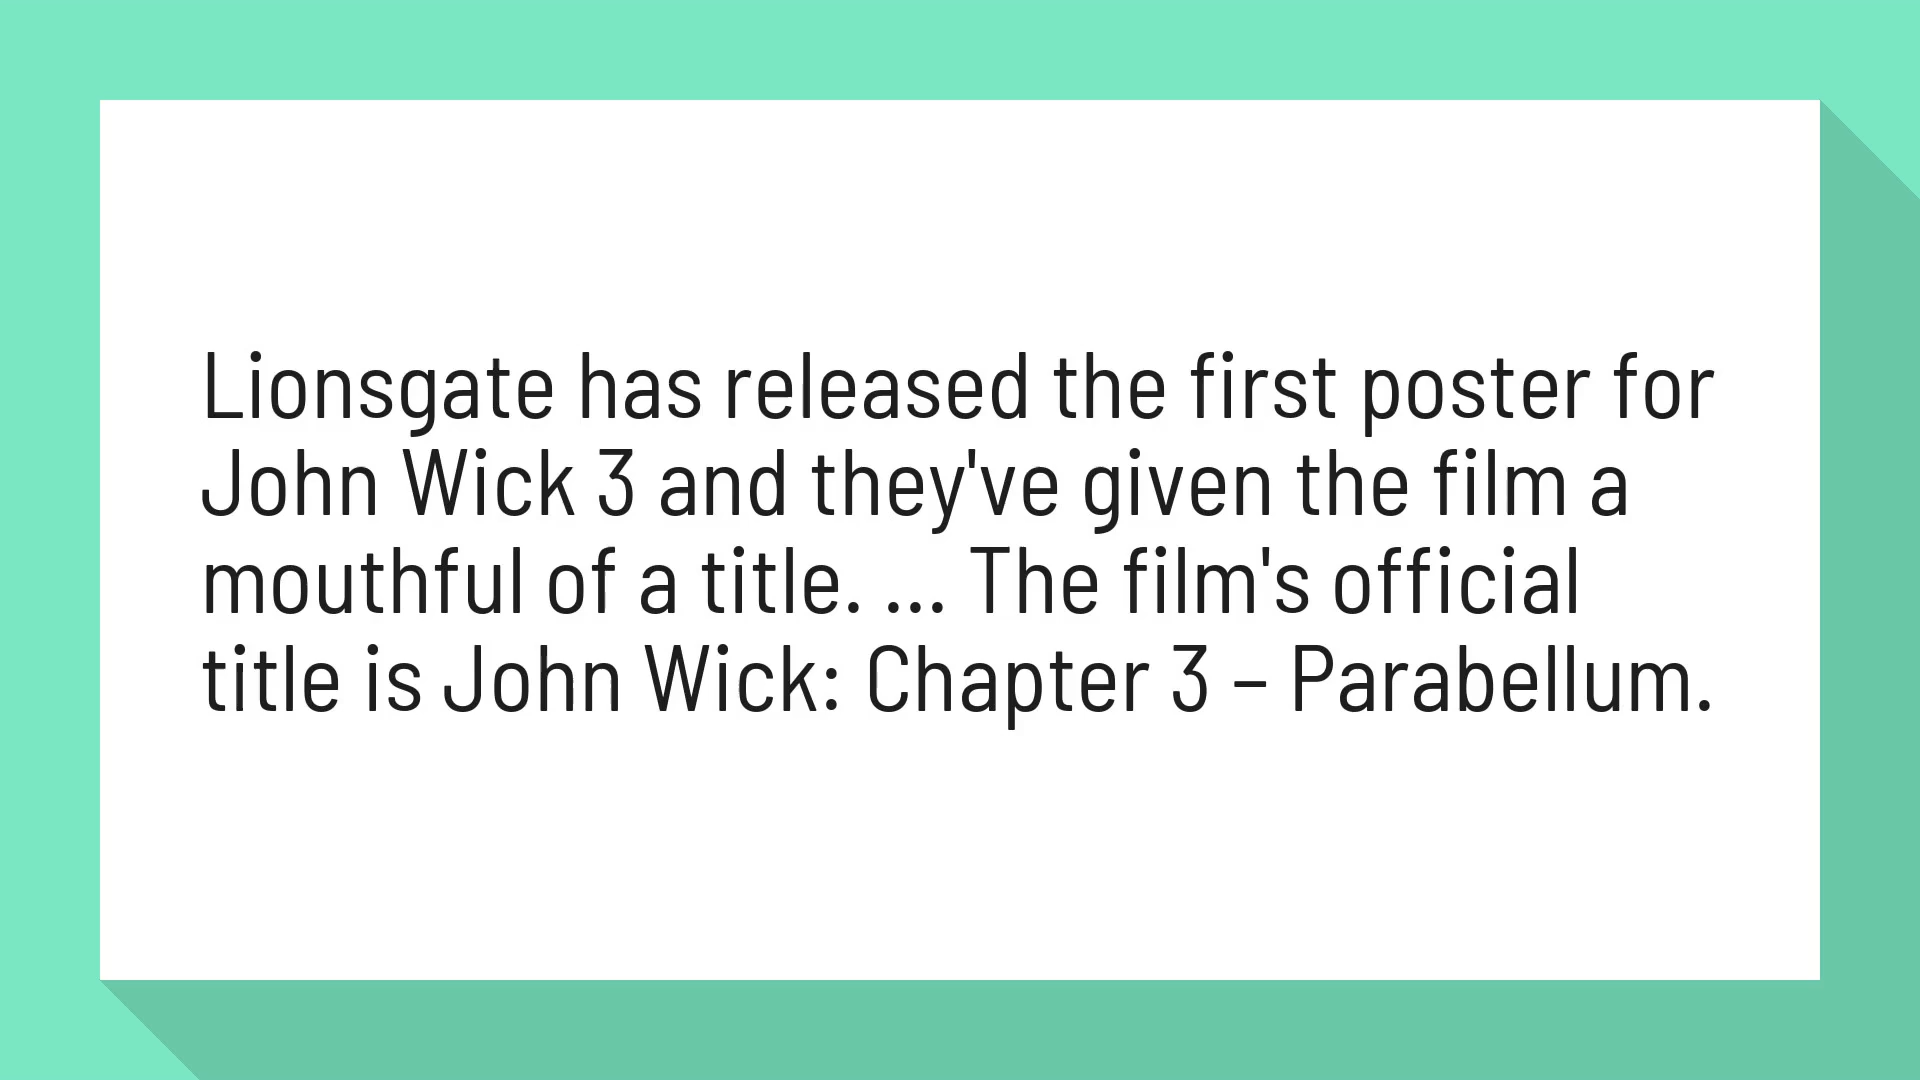 Lionsgate has released the first poster for
John Wick 3 and they've given the film a
mouthful of a title. ... The film's official
title is John Wick: Chapter 3 – Parabellum.